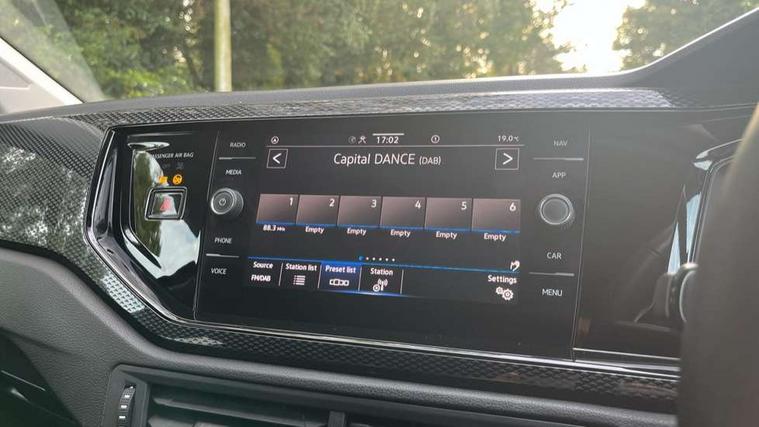 PASSENGER AIR BAG
RADIO
MEDIA
PHONE
VOICE
17:02
19.0°C
Capital DANCE (DAB)
1 2 3 4 5 6
88.3 MHz Empty Empty Empty Empty Empty
Source Station list Preset list Station Settings
FM/DAB
NAV
APP
CAR
MENU